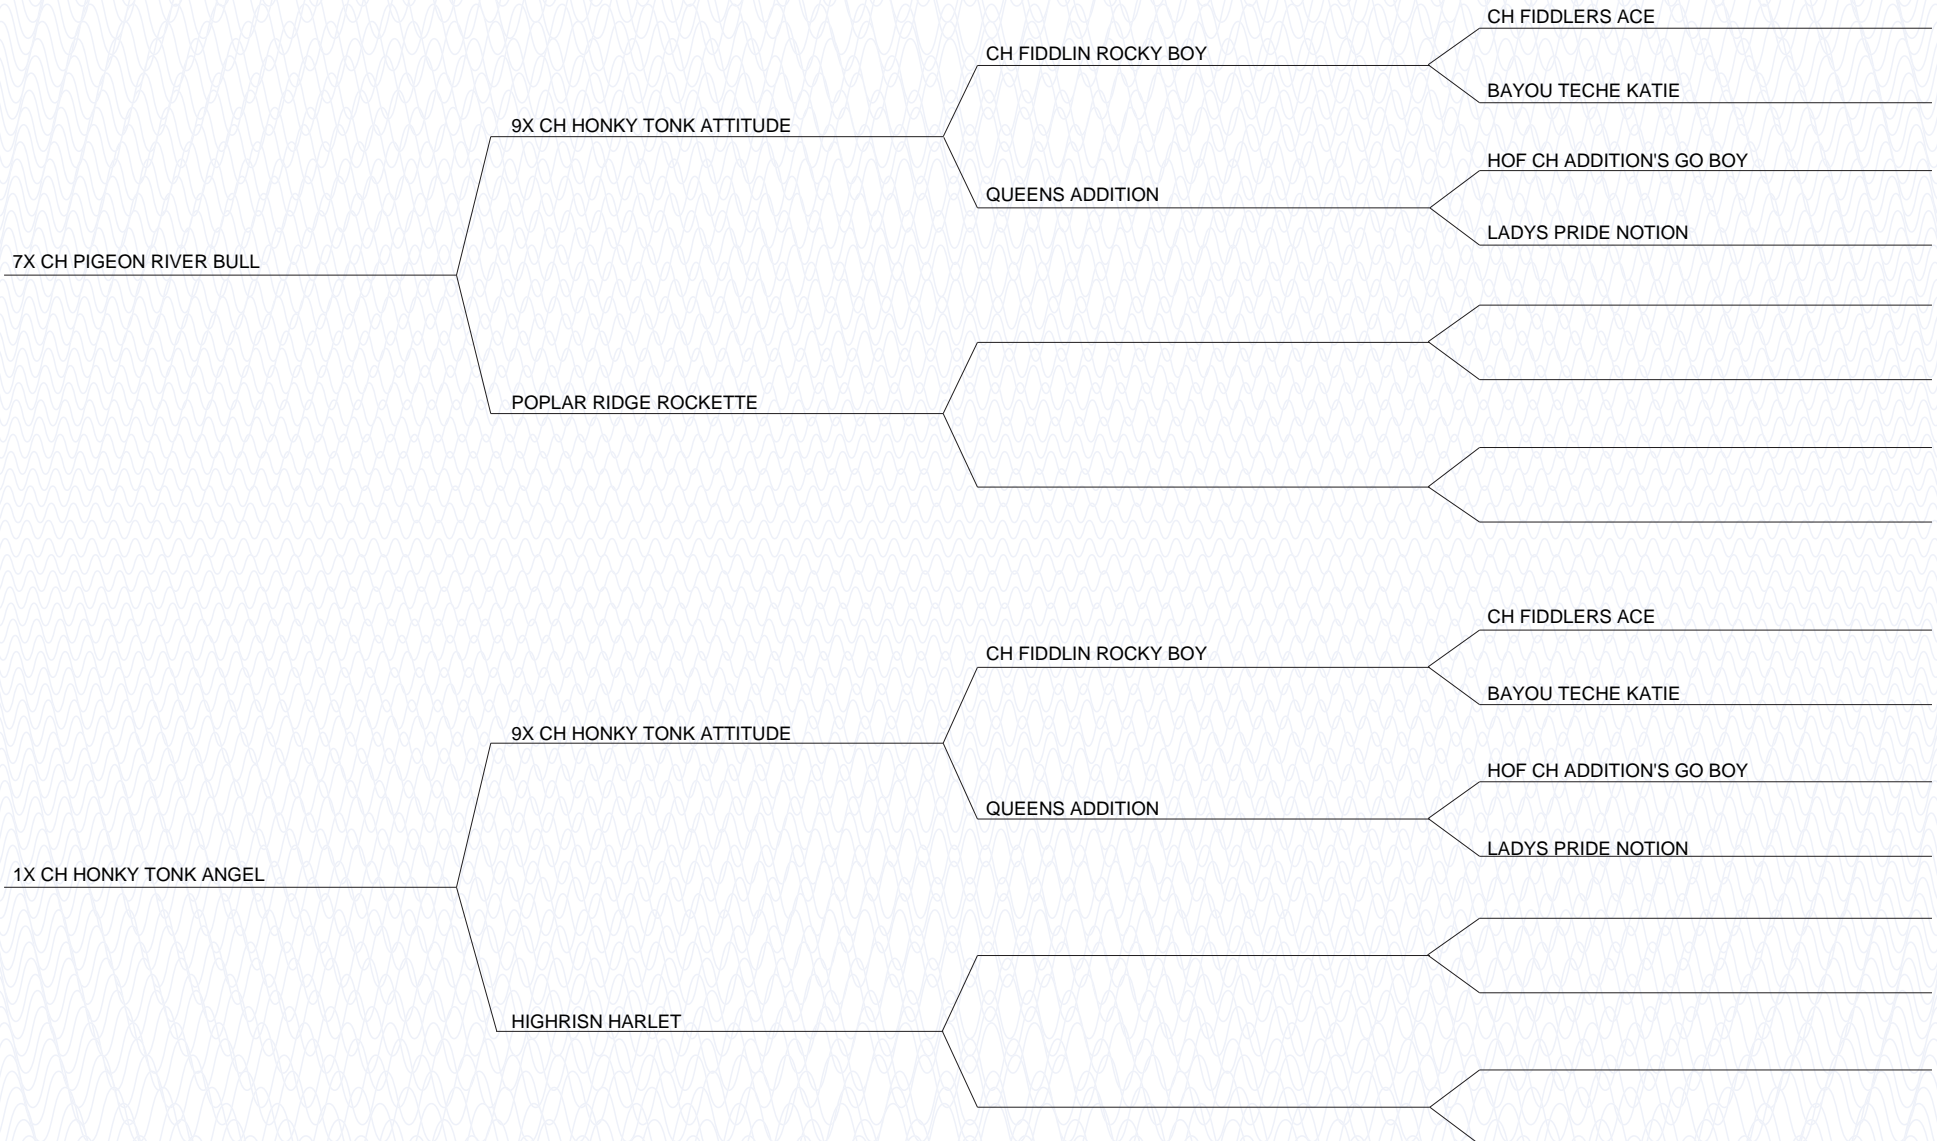 CH FIDDLERS ACE
CH FIDDLIN ROCKY BOY
BAYOU TECHE KATIE
9X CH HONKY TONK ATTITUDE
HOF CH ADDITION'S GO BOY
QUEENS ADDITION
LADYS PRIDE NOTION
7X CH PIGEON RIVER BULL
POPLAR RIDGE ROCKETTE
CH FIDDLERS ACE
CH FIDDLIN ROCKY BOY
BAYOU TECHE KATIE
9X CH HONKY TONK ATTITUDE
HOF CH ADDITION'S GO BOY
QUEENS ADDITION
LADYS PRIDE NOTION
1X CH HONKY TONK ANGEL
HIGHRISN HARLET